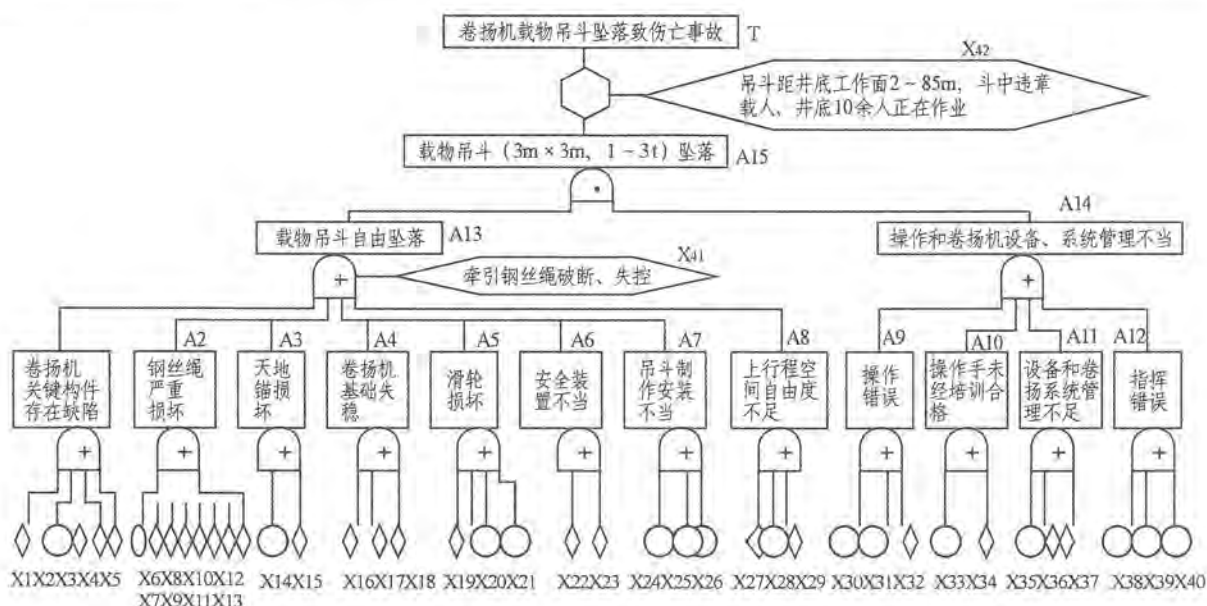 卷扬机载物吊斗坠落致伤亡事故
T
X42
吊斗距井底工作面2~85m，斗中违章
载人、井底10余人正在作业
载物吊斗（3m×3m，1~3t）坠落
A15
·
A14
载物吊斗自由坠落
A13
操作和卷扬机设备、系统管理不当
X41
+
牵引钢丝绳破断、失控
+
A2
A3
A4
A5
A6
A7
A8
A9
A10
A11
A12
卷扬机
关键构件
存在缺陷
钢丝绳
严重
损坏
天地
锚损
坏
卷扬机
基础失
稳
滑轮
损坏
安全装
置不当
吊斗制
作安装
不当
上行程空
间自由度
不足
操作
错误
操作手未
经培训合
格
设备和卷
扬系统管
理不足
指挥
错误
+ + + + + + + + + + + +
X1X2X3X4X5
X6X8X10X12
X7X9X11X13
X14X15
X16X17X18
X19X20X21
X22X23
X24X25X26
X27X28X29
X30X31X32
X33X34
X35X36X37
X38X39X40